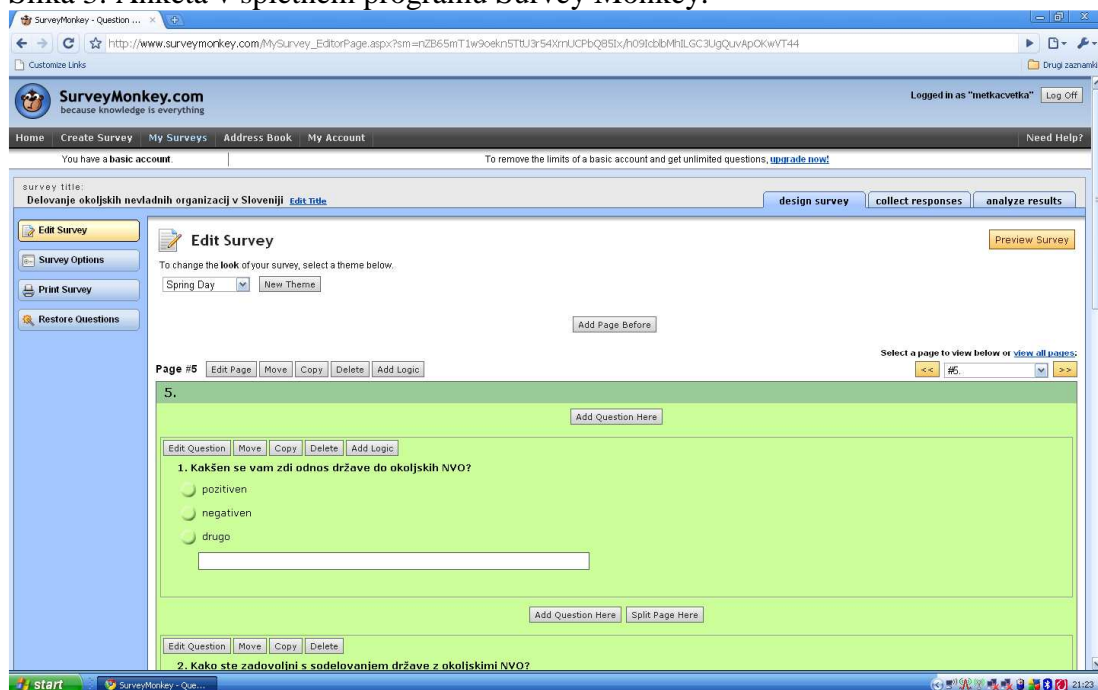 Slika 5: Anketa v spletnem programu Survey Monkey.
SurveyMonkey - Question ...
http://www.surveymonkey.com/MySurvey_EditorPage.aspx?
Customize Links
Drugi zaznamki
SurveyMonkey.com
because knowledge is everything
Logged in as "metkacvetka" Log Off
Home Create Survey My Surveys Address Book My Account Need Help?
You have a basic account. To remove the limits of a basic account and get unlimited questions, upgrade now!
survey title:
Delovanje okoljskih nevladnih organizacij v Sloveniji Edit Title
design survey collect responses analyze results
Edit Survey
Survey Options
Print Survey
Restore Questions
Edit Survey
Preview Survey
To change the look of your survey, select a theme below.
Spring Day New Theme
Add Page Before
Select a page to view below or view all pages:
Page #5 Edit Page Move Copy Delete Add Logic << #5. >>
5.
Add Question Here
Edit Question Move Copy Delete Add Logic
1. Kakšen se vam zdi odnos države do okoljskih NVO?
pozitiven
negativen
drugo
Add Question Here Split Page Here
Edit Question Move Copy Delete
2. Kako ste zadovoljni s sodelovanjem države z okoljskimi NVO?
start SurveyMonkey - Que... 21:23